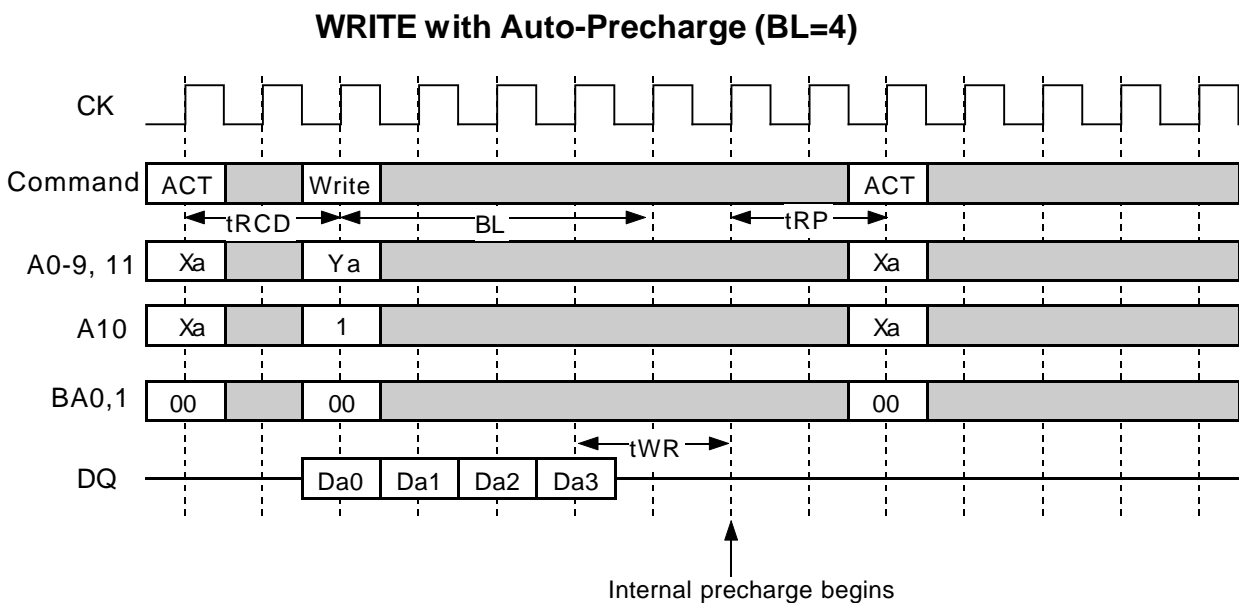 WRITE with Auto-Precharge (BL=4)
CK
Command ACT Write ACT
tRCD BL tRP
A0-9, 11 Xa Ya Xa
A10 Xa 1 Xa
BA0,1 00 00 00
tWR
DQ Da0 Da1 Da2 Da3
Internal precharge begins